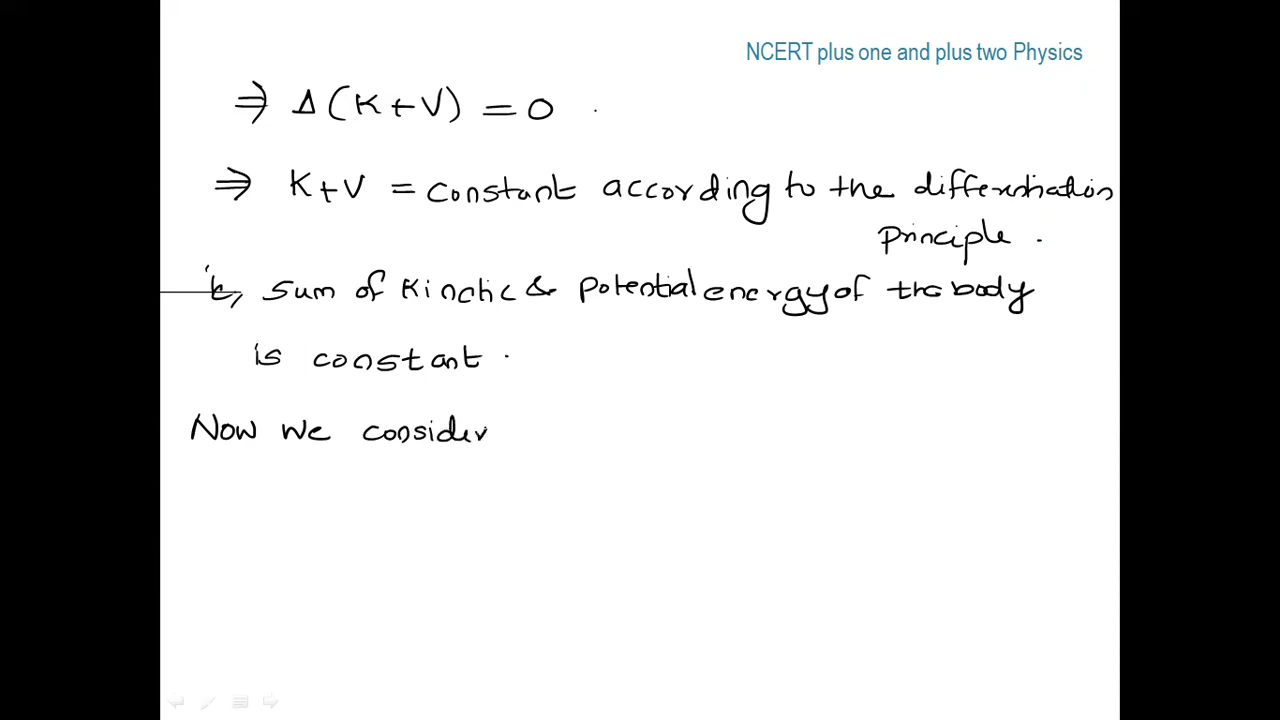 NCERT plus one and plus two Physics
⇒ Δ(K+V) = 0 .
⇒ K+V = constant according to the differentiation
principle .
ie, sum of Kinetic & potential energy of the body
is constant .
Now we consider